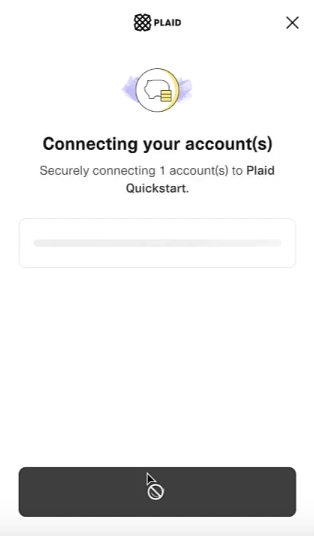 PLAID
Connecting your account(s)
Securely connecting 1 account(s) to Plaid
Quickstart.